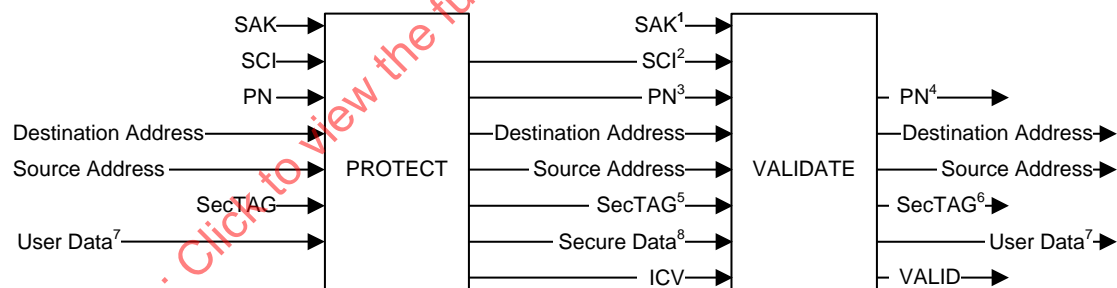 SAK
SCI
PN
Destination Address
Source Address
SecTAG
User Data⁷
PROTECT
SAK¹
SCI²
PN³
Destination Address
Source Address
SecTAG⁵
Secure Data⁸
ICV
VALIDATE
PN⁴
Destination Address
Source Address
SecTAG⁶
User Data⁷
VALID
. Click to view the fu